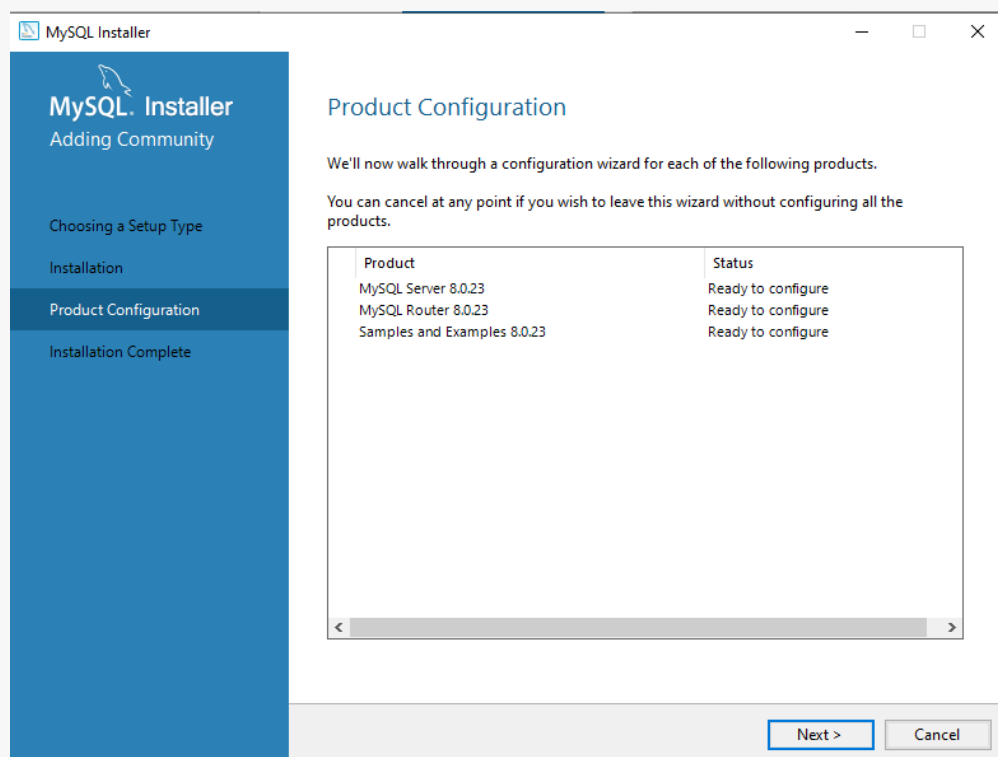 MySQL Installer
MySQL. Installer
Adding Community
Choosing a Setup Type
Installation
Product Configuration
Installation Complete
Product Configuration
We'll now walk through a configuration wizard for each of the following products.
You can cancel at any point if you wish to leave this wizard without configuring all the
products.
Product Status
MySQL Server 8.0.23 Ready to configure
MySQL Router 8.0.23 Ready to configure
Samples and Examples 8.0.23 Ready to configure
Next > Cancel